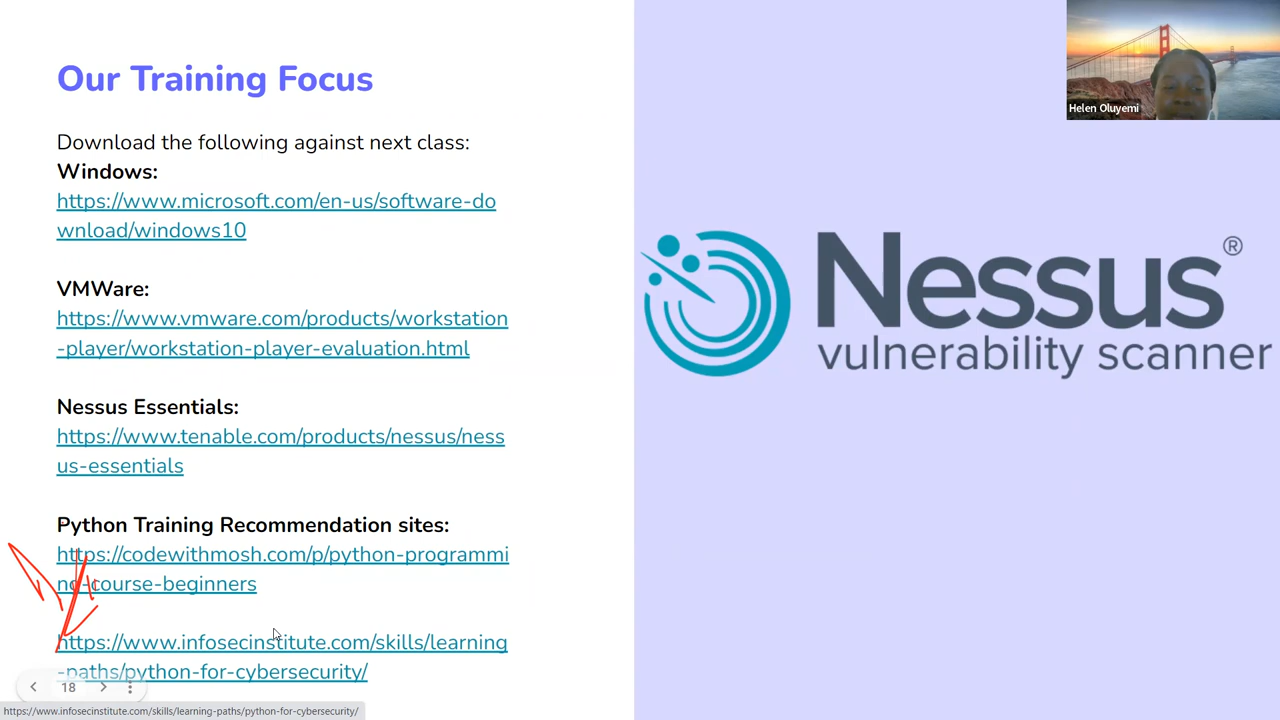 Our Training Focus
Download the following against next class:
Windows:
https://www.microsoft.com/en-us/software-do
wnload/windows10
VMWare:
https://www.vmware.com/products/workstation
-player/workstation-player-evaluation.html
Nessus Essentials:
https://www.tenable.com/products/nessus/ness
us-essentials
Python Training Recommendation sites:
https://codewithmosh.com/p/python-programmi
ng-course-beginners
https://www.infosecinstitute.com/skills/learning
-paths/python-for-cybersecurity/
18
https://www.infosecinstitute.com/skills/learning-paths/python-for-cybersecurity/
Nessus®
vulnerability scanner
Helen Oluyemi